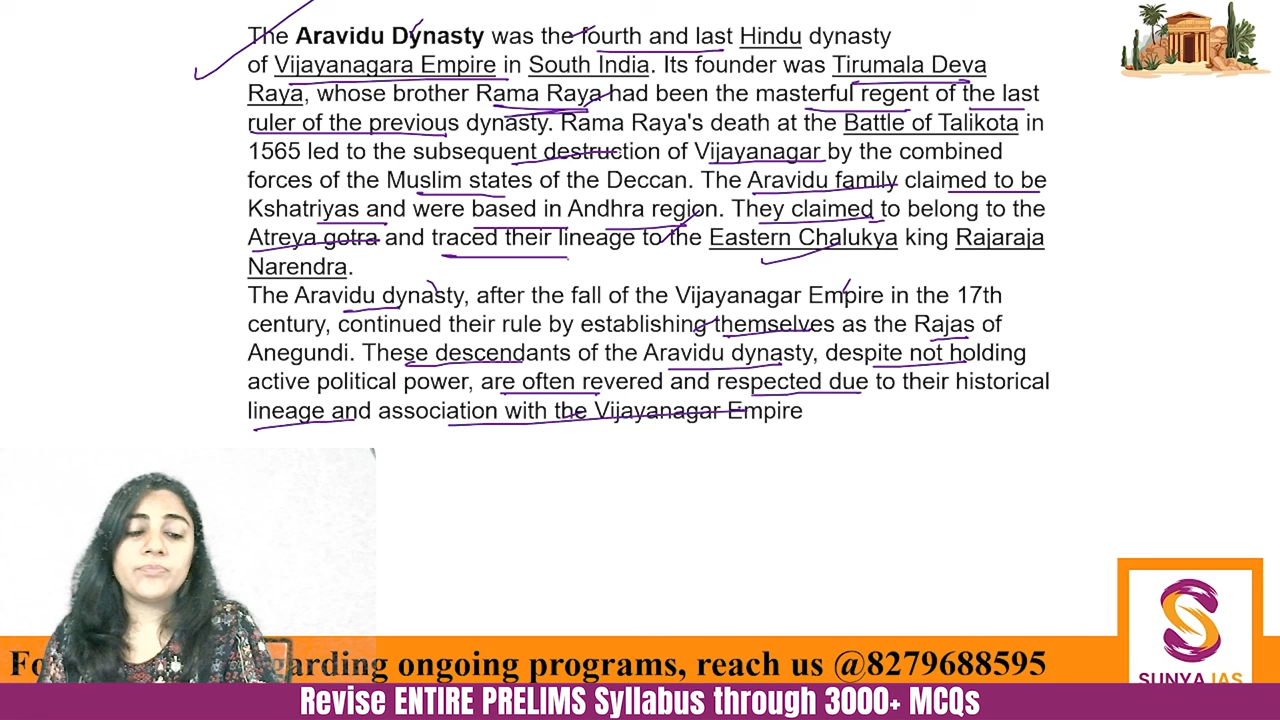 The Aravidu Dynasty was the fourth and last Hindu dynasty
of Vijayanagara Empire in South India. Its founder was Tirumala Deva
Raya, whose brother Rama Raya had been the masterful regent of the last
ruler of the previous dynasty. Rama Raya's death at the Battle of Talikota in
1565 led to the subsequent destruction of Vijayanagar by the combined
forces of the Muslim states of the Deccan. The Aravidu family claimed to be
Kshatriyas and were based in Andhra region. They claimed to belong to the
Atreya gotra and traced their lineage to the Eastern Chalukya king Rajaraja
Narendra.
The Aravidu dynasty, after the fall of the Vijayanagar Empire in the 17th
century, continued their rule by establishing themselves as the Rajas of
Anegundi. These descendants of the Aravidu dynasty, despite not holding
active political power, are often revered and respected due to their historical
lineage and association with the Vijayanagar Empire
SUNYA IAS
Fo garding ongoing programs, reach us @8279688595
Revise ENTIRE PRELIMS Syllabus through 3000+ MCQs